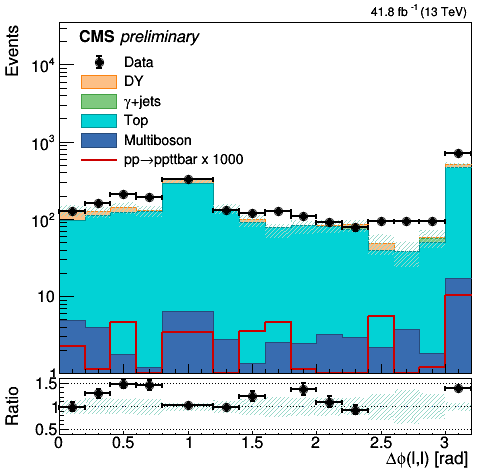 41.8 fb⁻¹ (13 TeV)
Events
CMS preliminary
Data
DY
γ+jets
Top
Multiboson
pp→ppttbar x 1000
10⁴
10³
10²
10
1
Ratio
1.5
1
0.5
0 0.5 1 1.5 2 2.5 3
Δϕ(l,l) [rad]